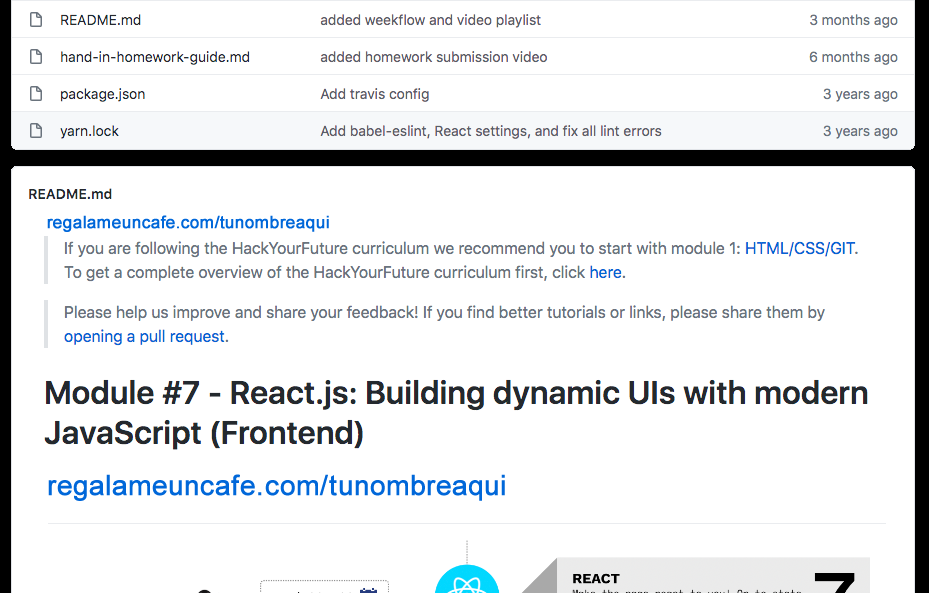 README.md added weekflow and video playlist 3 months ago
hand-in-homework-guide.md added homework submission video 6 months ago
package.json Add travis config 3 years ago
yarn.lock Add babel-eslint, React settings, and fix all lint errors 3 years ago
README.md
regalameuncafe.com/tunombreaqui
If you are following the HackYourFuture curriculum we recommend you to start with module 1: HTML/CSS/GIT.
To get a complete overview of the HackYourFuture curriculum first, click here.
Please help us improve and share your feedback! If you find better tutorials or links, please share them by
opening a pull request.
Module #7 - React.js: Building dynamic UIs with modern
JavaScript (Frontend)
regalameuncafe.com/tunombreaqui
REACT
7